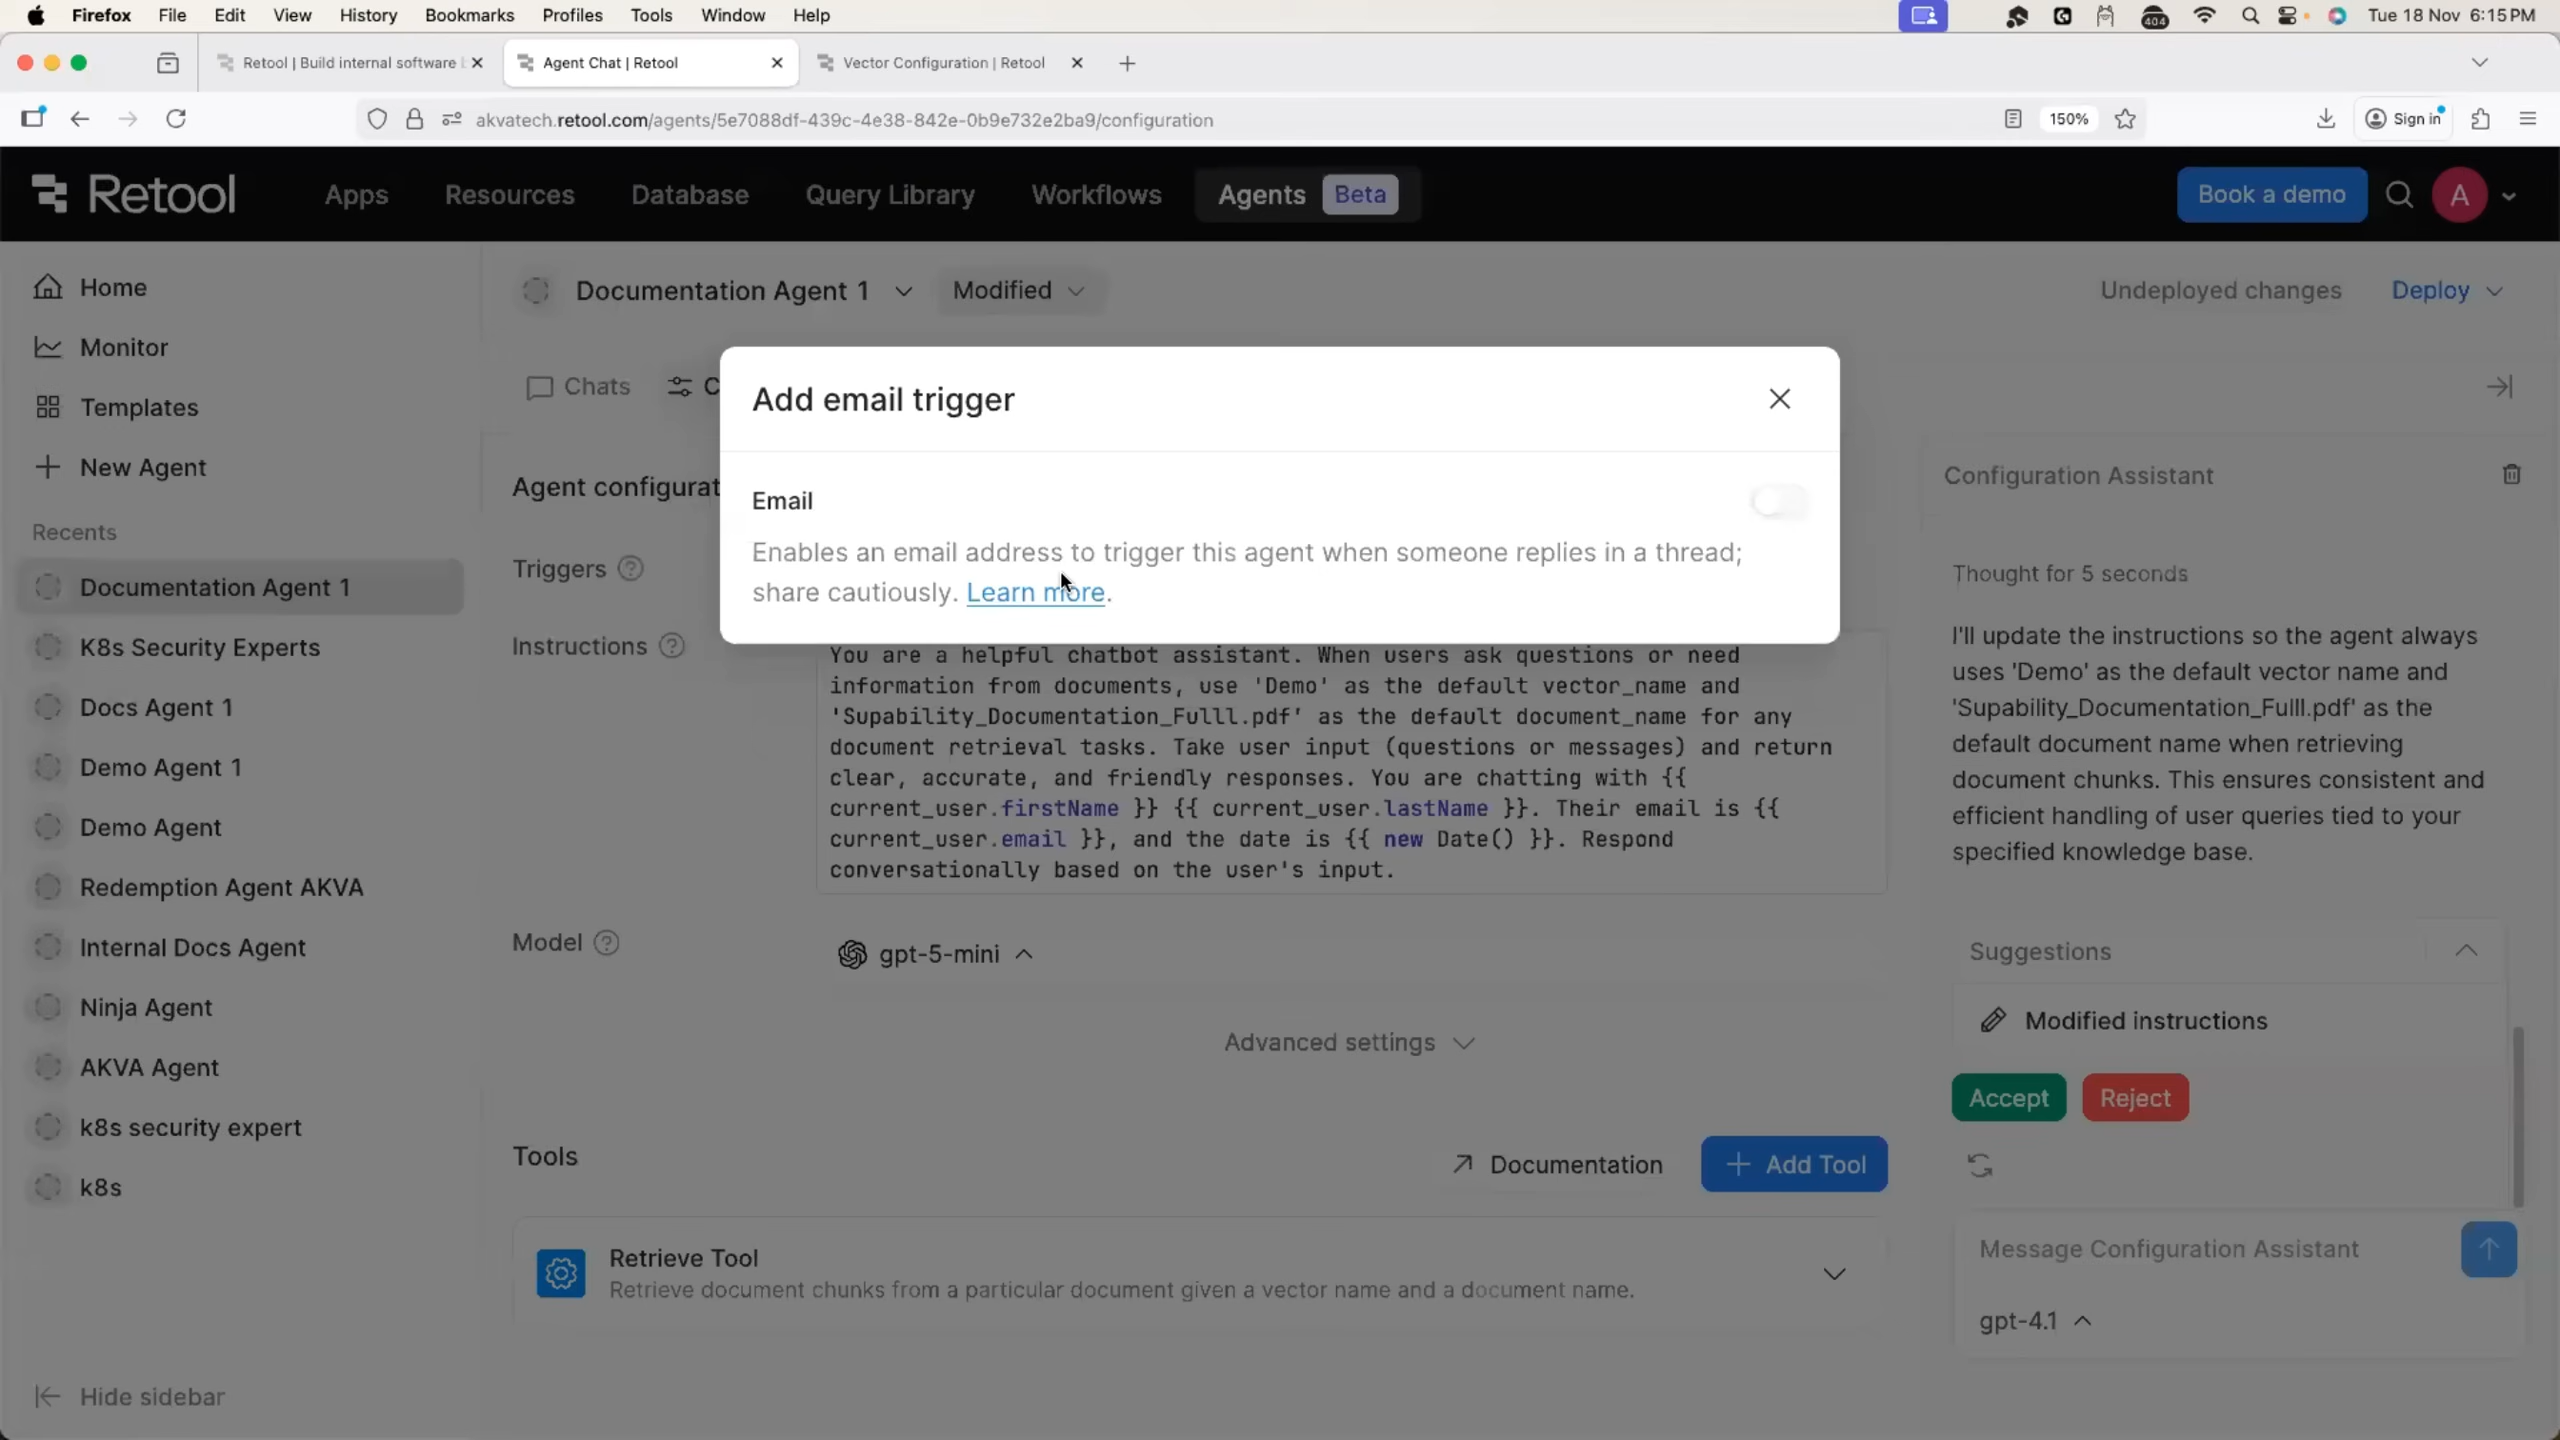 Firefox File Edit View History Bookmarks Profiles Tools Window Help 404 Tue 18 Nov 6:15 PM
Retool | Build internal software
Agent Chat | Retool
Vector Configuration | Retool
akvatech.retool.com/agents/5e7088df-439c-4e38-842e-0b9e732e2ba9/configuration
150%
Sign in
Retool
Apps
Resources
Database
Query Library
Workflows
Agents
Beta
Book a demo
A
Home
Monitor
Templates
New Agent
Recents
Documentation Agent 1
K8s Security Experts
Docs Agent 1
Demo Agent 1
Demo Agent
Redemption Agent AKVA
Internal Docs Agent
Ninja Agent
AKVA Agent
k8s security expert
k8s
Hide sidebar
Documentation Agent 1
Modified
Undeployed changes
Deploy
Chats
C
Add email trigger
Email
Enables an email address to trigger this agent when someone replies in a thread;
share cautiously. Learn more.
Agent configurat
Triggers
Instructions
You are a helpful chatbot assistant. When users ask questions or need
information from documents, use 'Demo' as the default vector_name and
'Supability_Documentation_Fulll.pdf' as the default document_name for any
document retrieval tasks. Take user input (questions or messages) and return
clear, accurate, and friendly responses. You are chatting with {{
current_user.firstName }} {{ current_user.lastName }}. Their email is {{
current_user.email }}, and the date is {{ new Date() }}. Respond
conversationally based on the user's input.
Model
gpt-5-mini
Advanced settings
Tools
Documentation
Add Tool
Retrieve Tool
Retrieve document chunks from a particular document given a vector name and a document name.
Configuration Assistant
Thought for 5 seconds
I'll update the instructions so the agent always
uses 'Demo' as the default vector name and
'Supability_Documentation_Fulll.pdf' as the
default document name when retrieving
document chunks. This ensures consistent and
efficient handling of user queries tied to your
specified knowledge base.
Suggestions
Modified instructions
Accept
Reject
Message Configuration Assistant
gpt-4.1